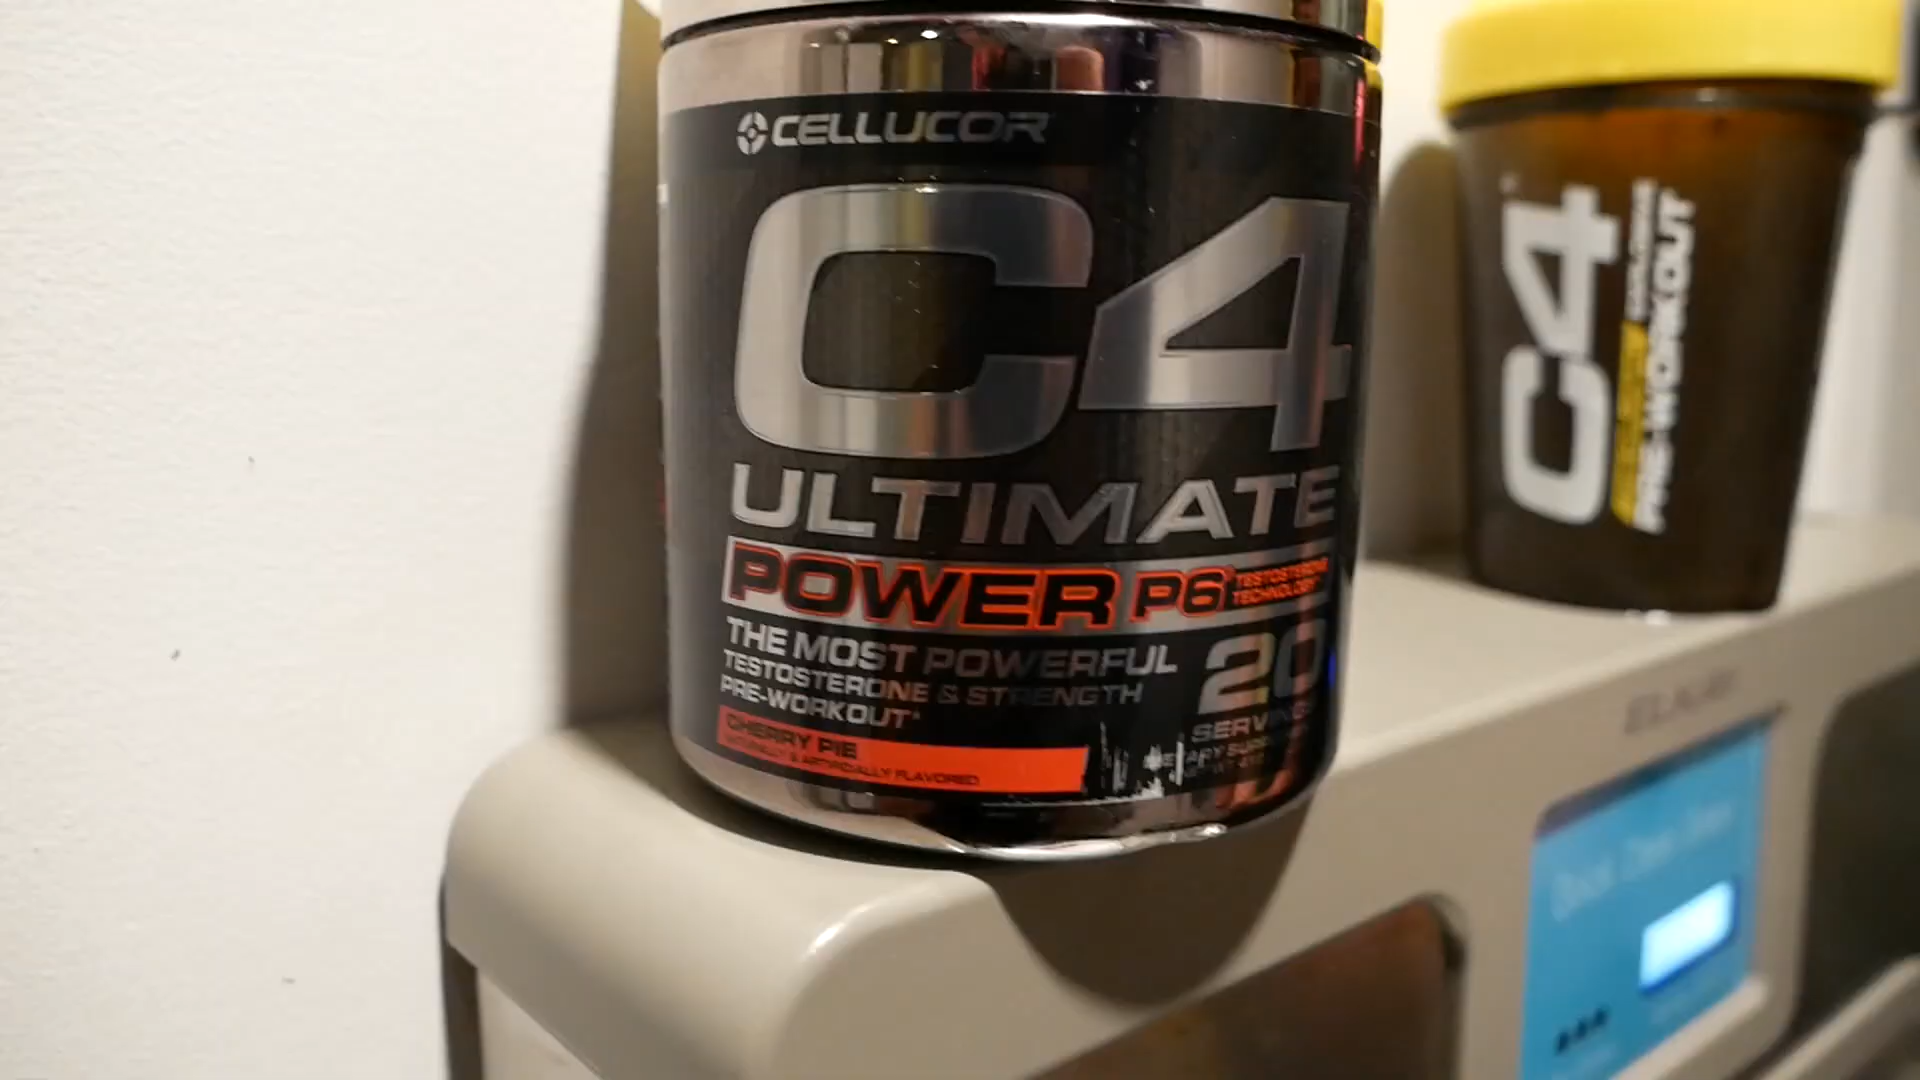 CELLUCOR
C4
ULTIMATE
POWER P6 TESTOSTERONE
TECHNOLOGY
THE MOST POWERFUL
TESTOSTERONE & STRENGTH
PRE-WORKOUT*
20
SERVINGS
CHERRY PIE
NATURALLY & ARTIFICIALLY FLAVORED
C4
PRE-WORKOUT
ELKAY